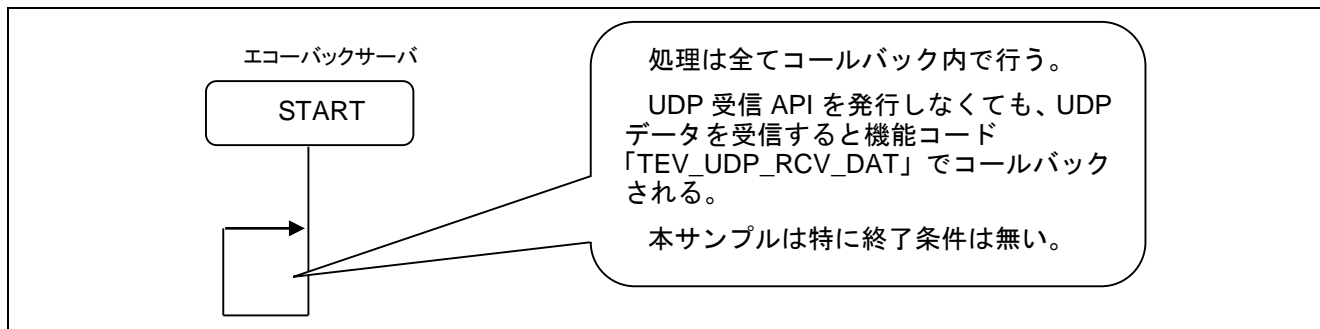 エコーバックサーバ
START
処理は全てコールバック内で行う。
UDP 受信 API を発行しなくても、UDP
データを受信すると機能コード
「TEV_UDP_RCV_DAT」でコールバック
される。
本サンプルは特に終了条件は無い。